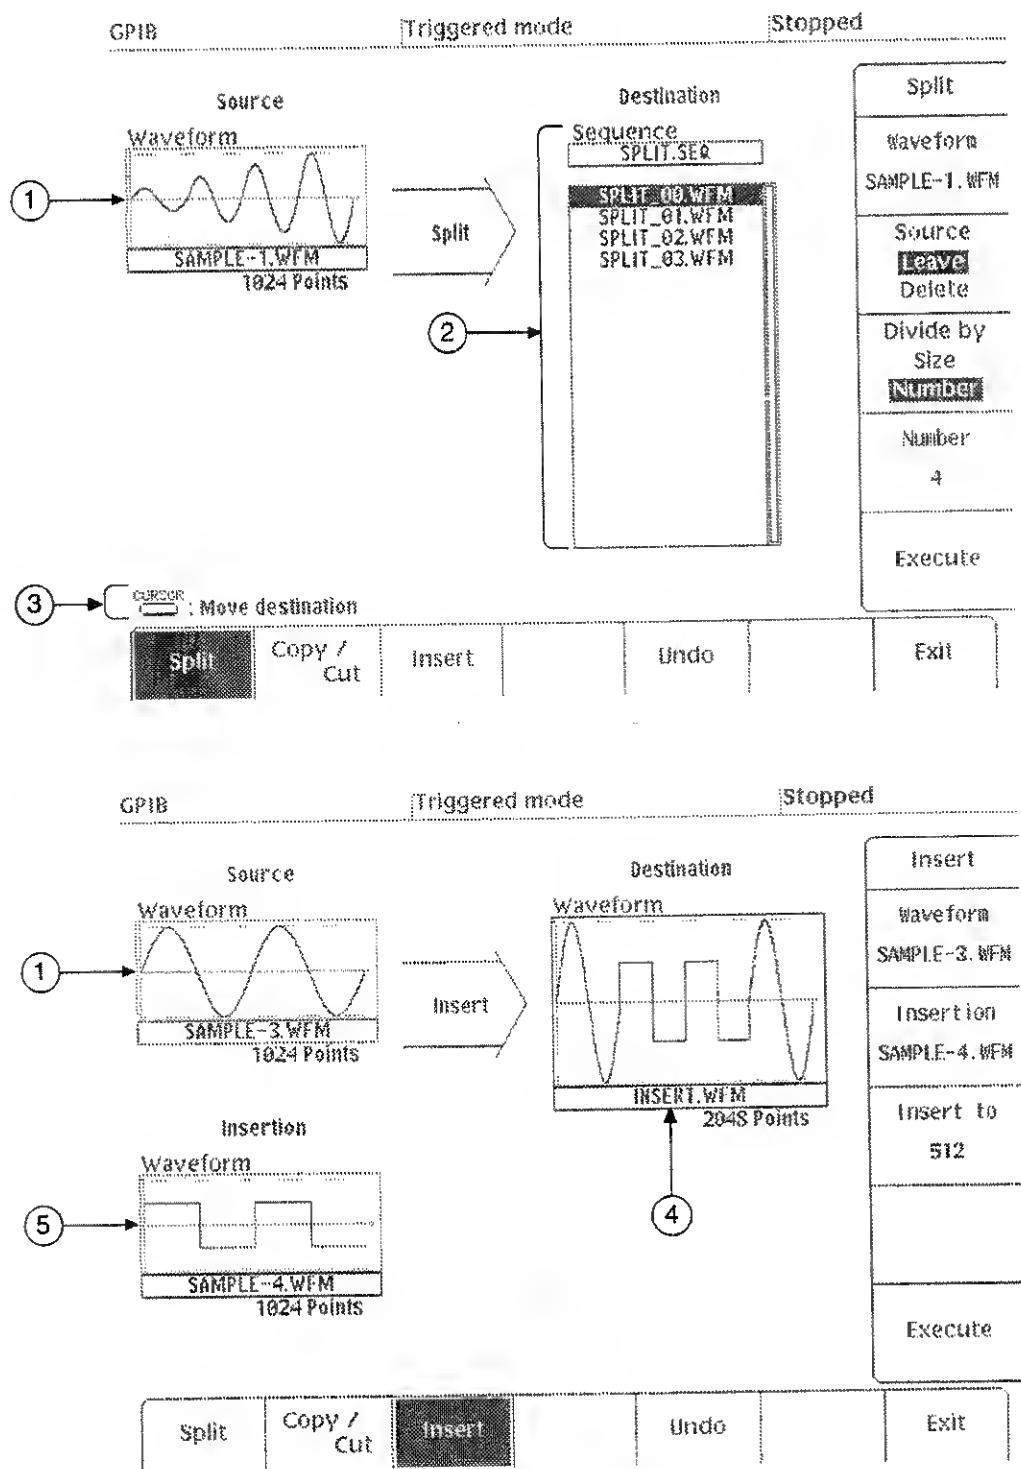 GPIB
Triggered mode
Stopped
Source
Waveform
SAMPLE-1.WFM
1024 Points
Split
Destination
Sequence
SPLIT.SEQ
SPLIT_00.WFM
SPLIT_01.WFM
SPLIT_02.WFM
SPLIT_03.WFM
Split
Waveform
SAMPLE-1.WFM
Source
Leave
Delete
Divide by
Size
Number
Number
4
Execute
1
2
3
CURSOR
: Move destination
Split
Copy /
Cut
Insert
Undo
Exit
GPIB
Triggered mode
Stopped
Source
Waveform
SAMPLE-3.WFM
1024 Points
Insert
Destination
Waveform
INSERT.WFM
2048 Points
Insertion
Waveform
SAMPLE-4.WFM
1024 Points
1
4
5
Insert
Waveform
SAMPLE-3.WFM
Insertion
SAMPLE-4.WFM
Insert to
512
Execute
Split
Copy /
Cut
Insert
Undo
Exit